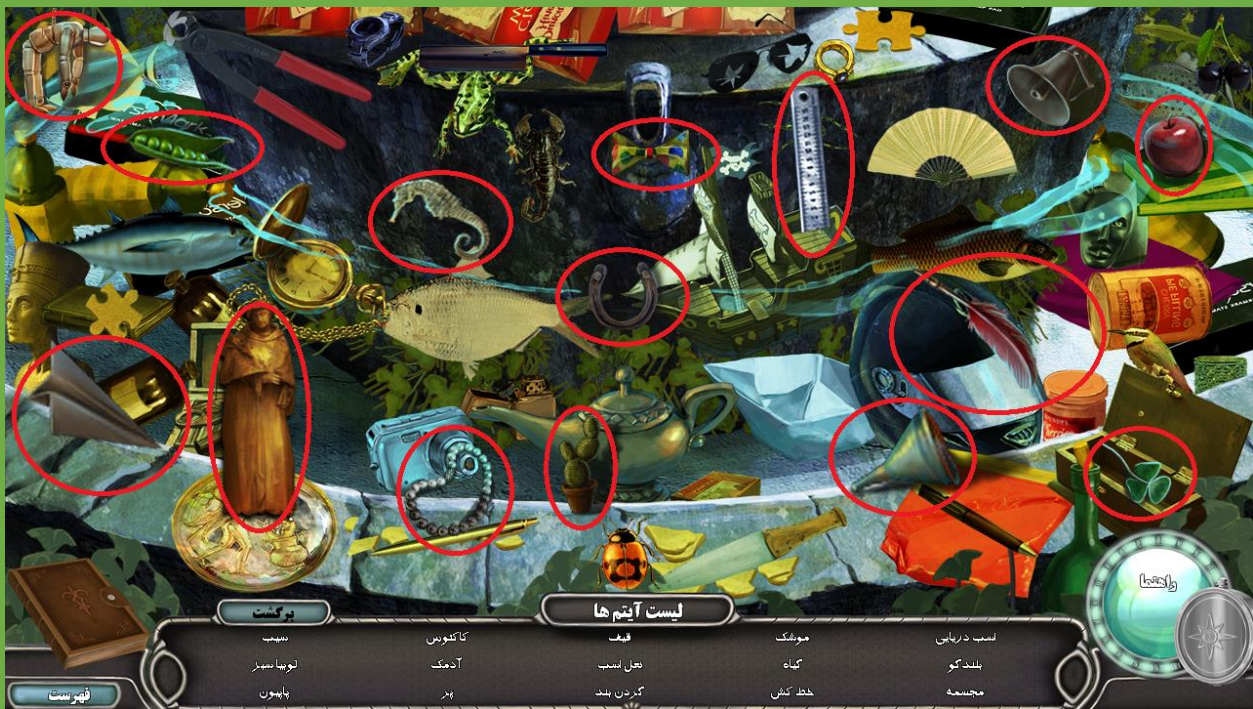 راهنما
لیست آیتم ها
برگشت
اسب دریایی
موشک
قیف
کاکتوس
سیب
بلندگو
گیاه
نعل اسب
آدمک
لوبیا سبز
مجسمه
خط کش
گردن بند
پر
پاپیون
فهرست